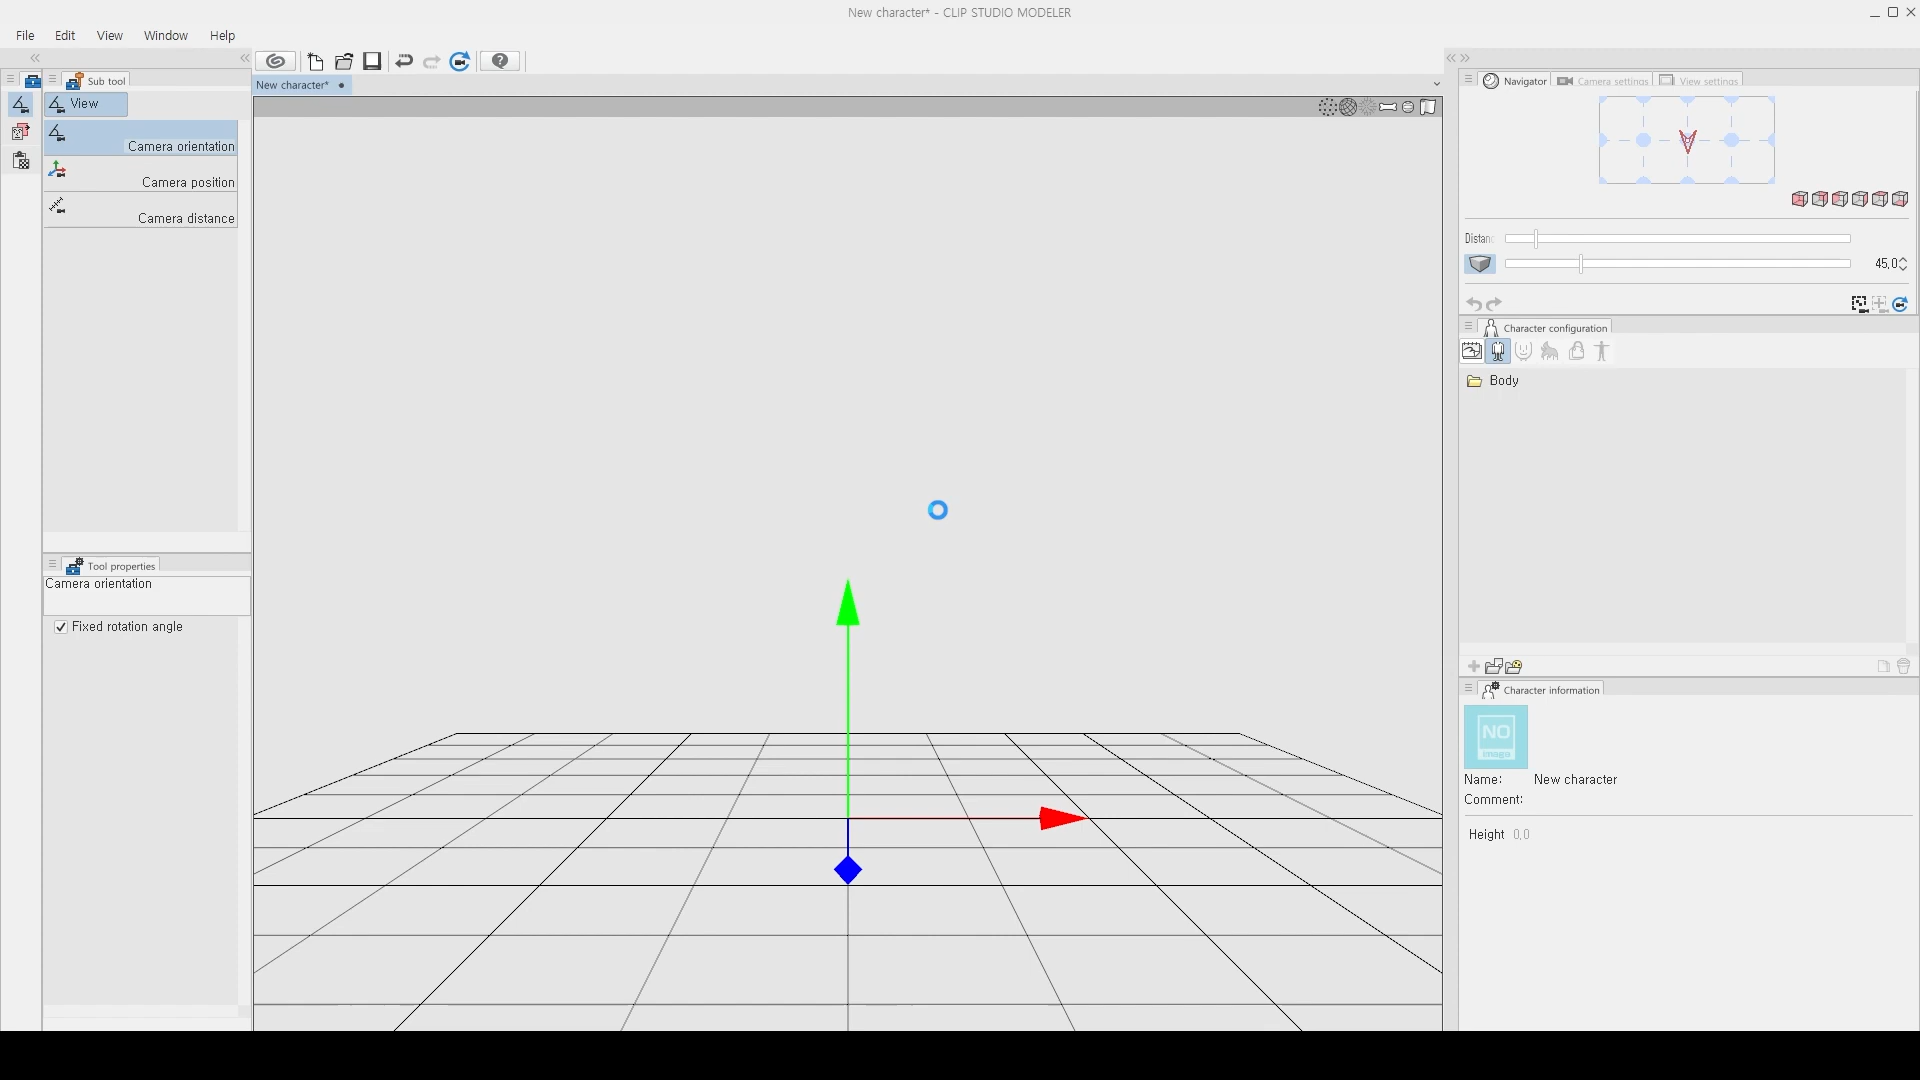 New character* - CLIP STUDIO MODELER
File Edit View Window Help
Sub tool
View
Camera orientation
Camera position
Camera distance
Tool properties
Camera orientation
Fixed rotation angle
New character*
Navigator Camera settings View settings
Distanc
45,0
Character configuration
Body
Character information
NO
image
Name: New character
Comment:
Height 0,0